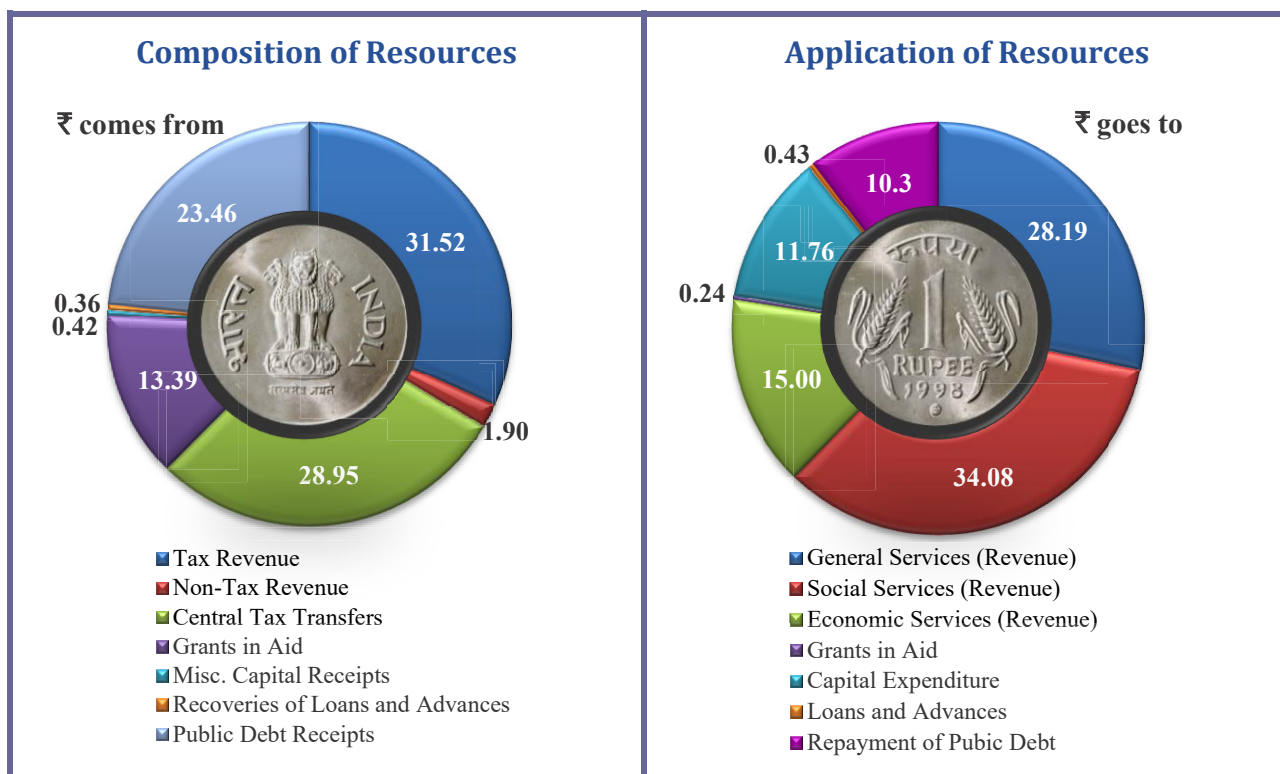 Composition of Resources
₹ comes from
23.46
31.52
0.36
0.42
13.39
1.90
28.95
भारत
INDIA
सत्यमेव जयते
Tax Revenue
Non-Tax Revenue
Central Tax Transfers
Grants in Aid
Misc. Capital Receipts
Recoveries of Loans and Advances
Public Debt Receipts
Application of Resources
₹ goes to
0.43
10.3
28.19
11.76
0.24
15.00
34.08
रूपया
1
RUPEE
1998
General Services (Revenue)
Social Services (Revenue)
Economic Services (Revenue)
Grants in Aid
Capital Expenditure
Loans and Advances
Repayment of Pubic Debt